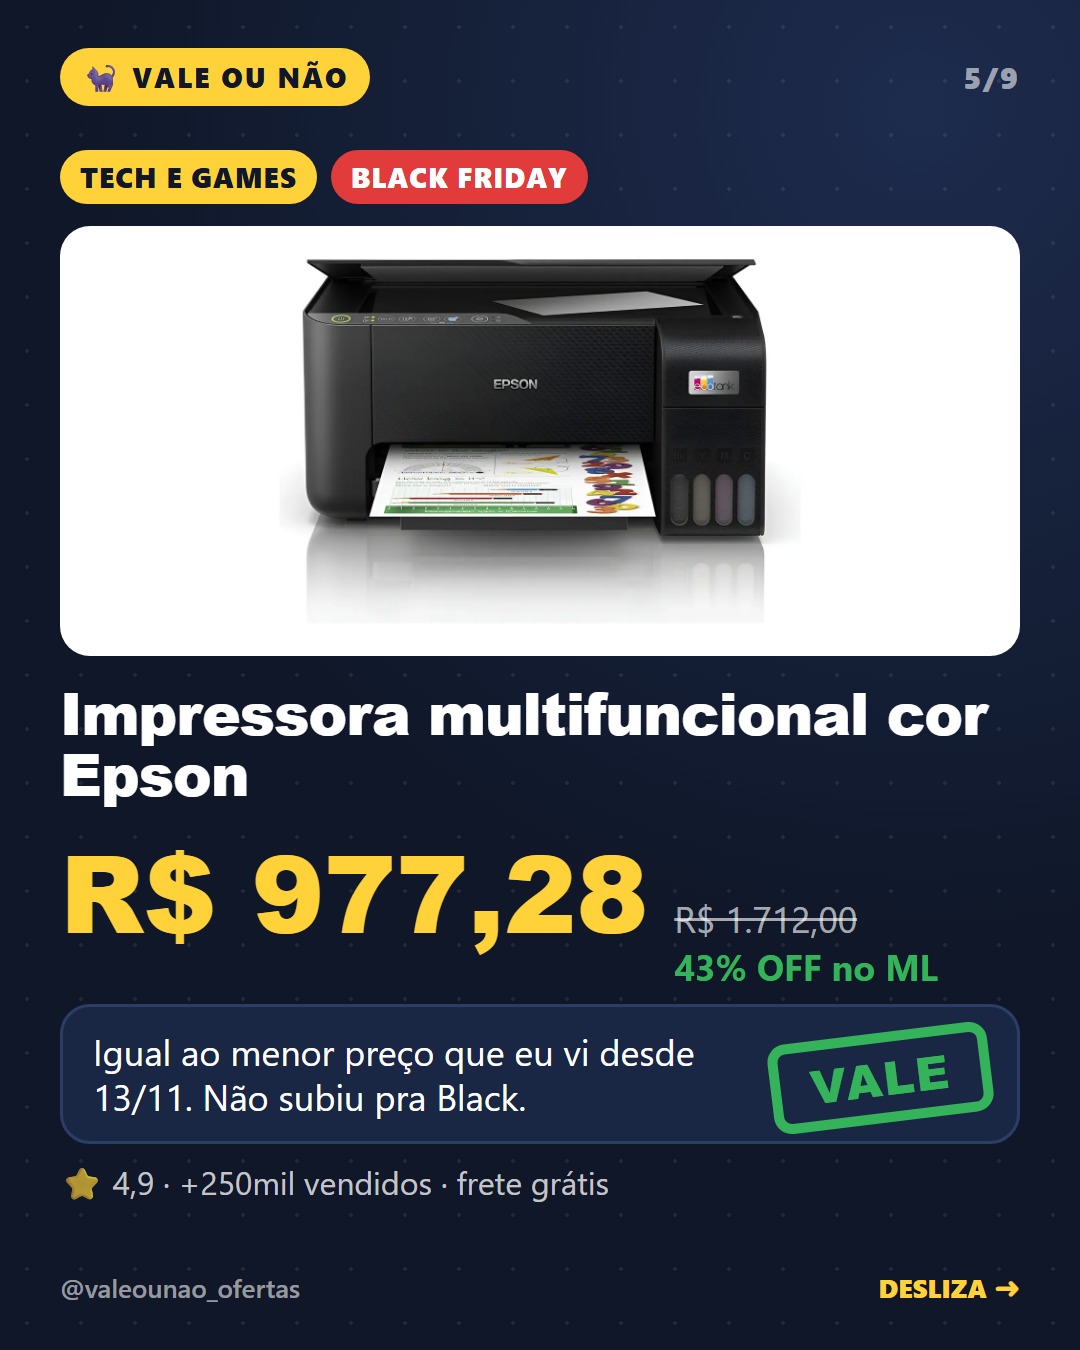 VALE OU NÃO
5/9
TECH E GAMES
BLACK FRIDAY
EPSON
ecotank
Impressora multifuncional cor
Epson
R$ 977,28
R$ 1.712,00
43% OFF no ML
Igual ao menor preço que eu vi desde
13/11. Não subiu pra Black.
VALE
4,9 · +250mil vendidos · frete grátis
@valeounao_ofertas
DESLIZA →